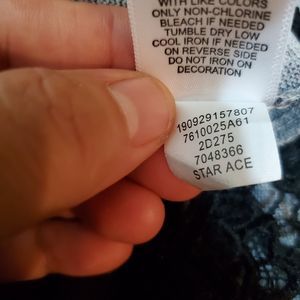 WITH LIKE COLORS
ONLY NON-CHLORINE
BLEACH IF NEEDED
TUMBLE DRY LOW
COOL IRON IF NEEDED
ON REVERSE SIDE
DO NOT IRON ON
DECORATION
190929157807
7610025A61
2D275
7048366
STAR ACE